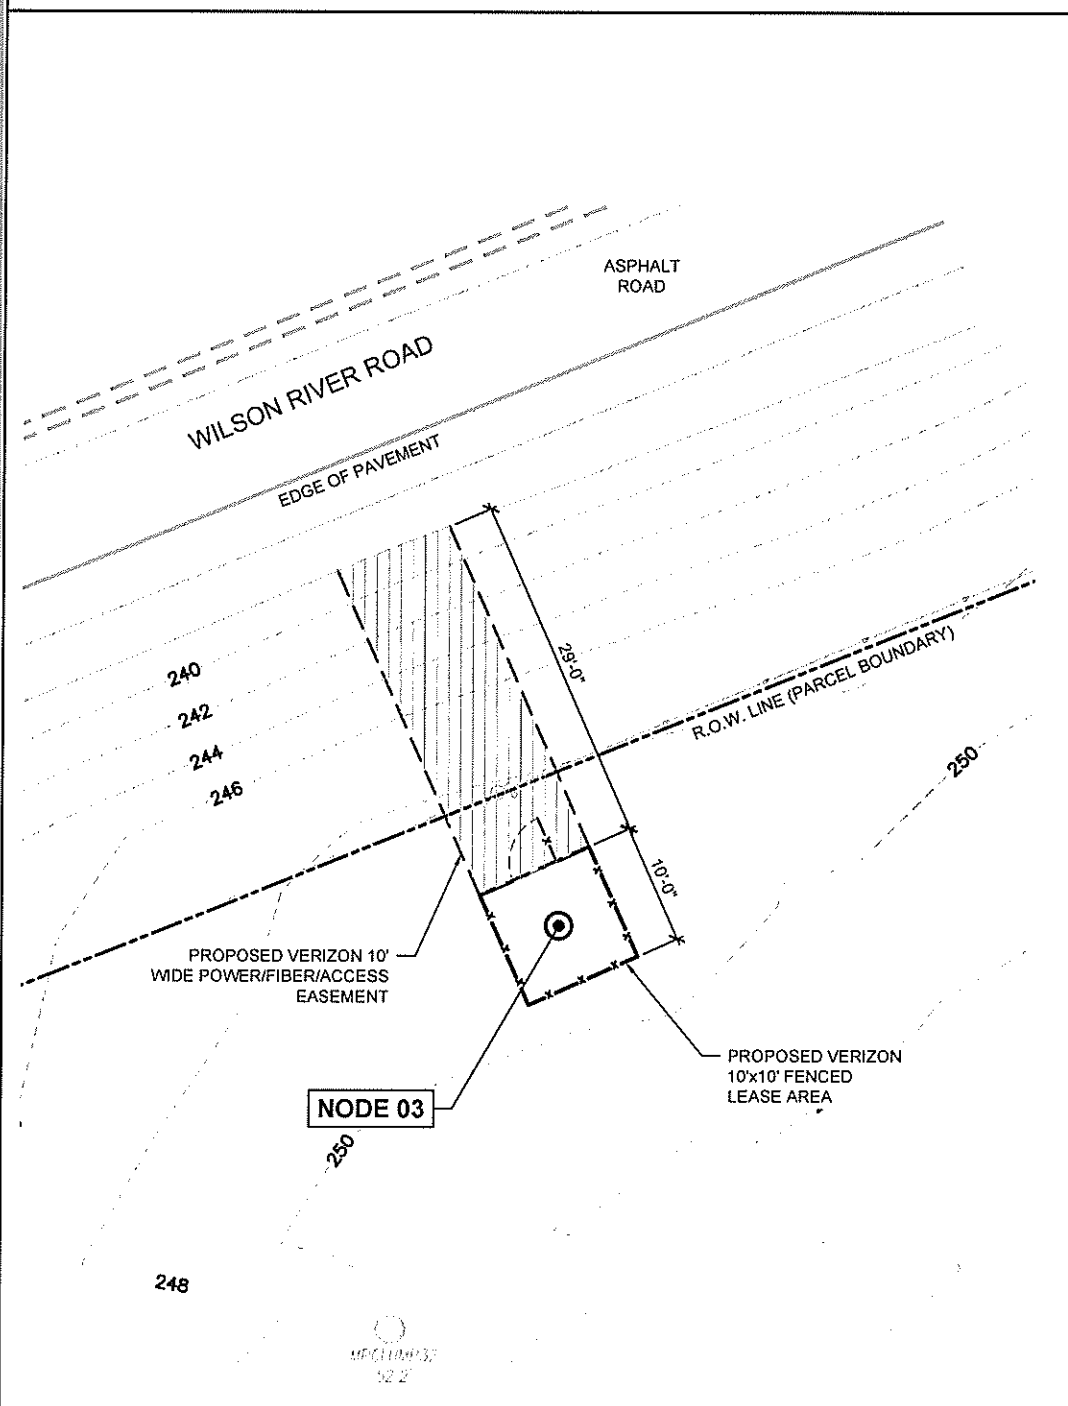 ASPHALT
ROAD
WILSON RIVER ROAD
EDGE OF PAVEMENT
29'-0"
240
242
244
246
R.O.W. LINE (PARCEL BOUNDARY)
250
10'-0"
PROPOSED VERIZON 10'
WIDE POWER/FIBER/ACCESS
EASEMENT
PROPOSED VERIZON
10'x10' FENCED
LEASE AREA
NODE 03
250
248